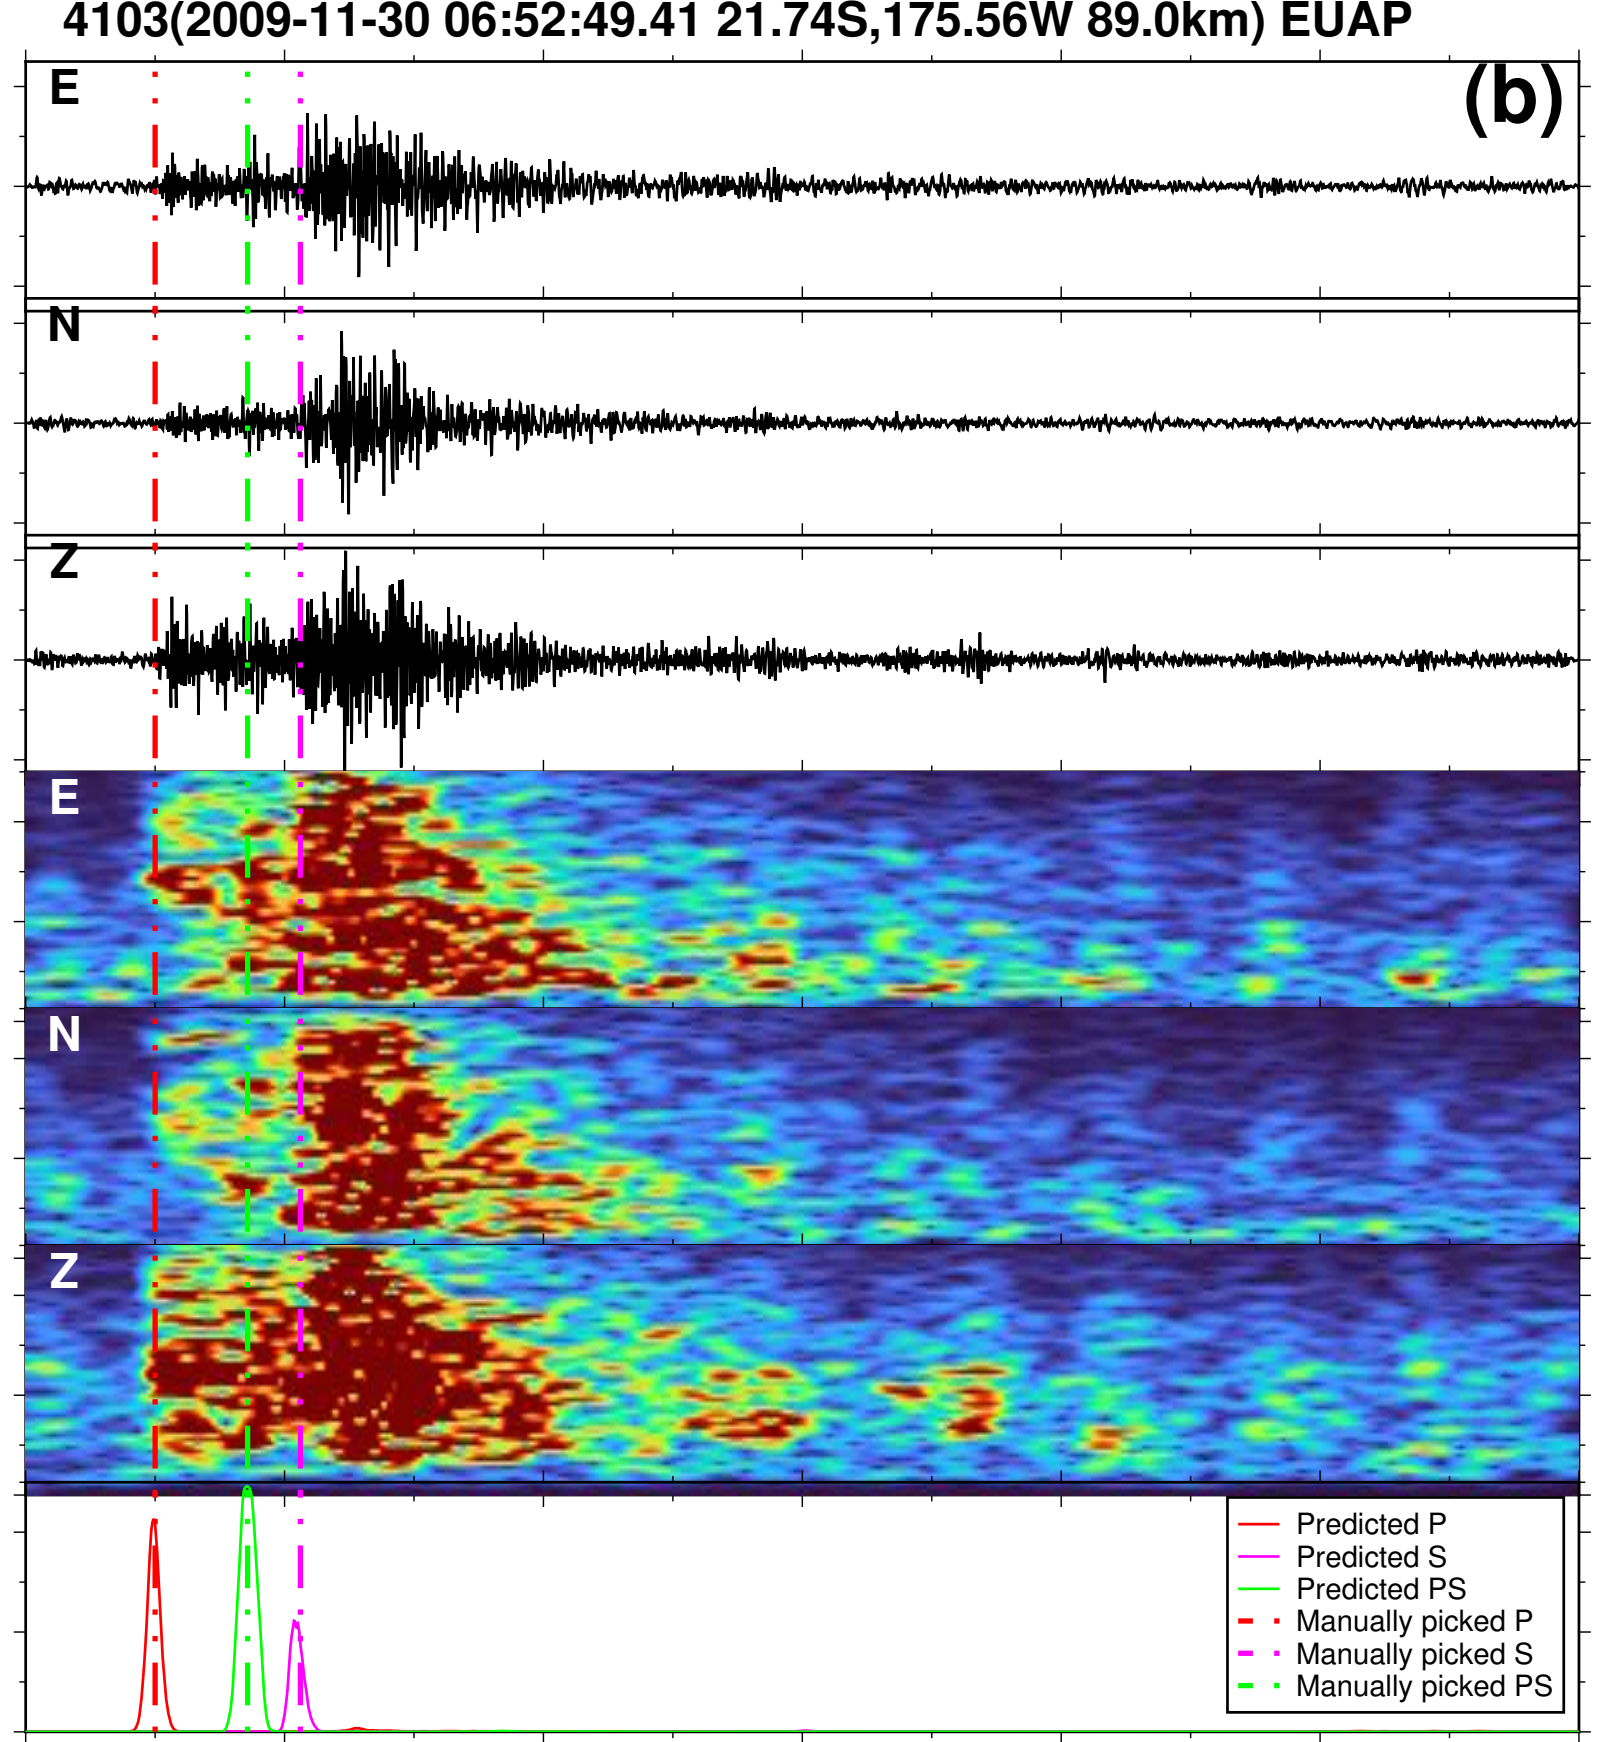 4103(2009-11-30 06:52:49.41 21.74S,175.56W 89.0km) EUAP
E
(b)
N
Z
E
N
Z
Predicted P
Predicted S
Predicted PS
Manually picked P
Manually picked S
Manually picked PS